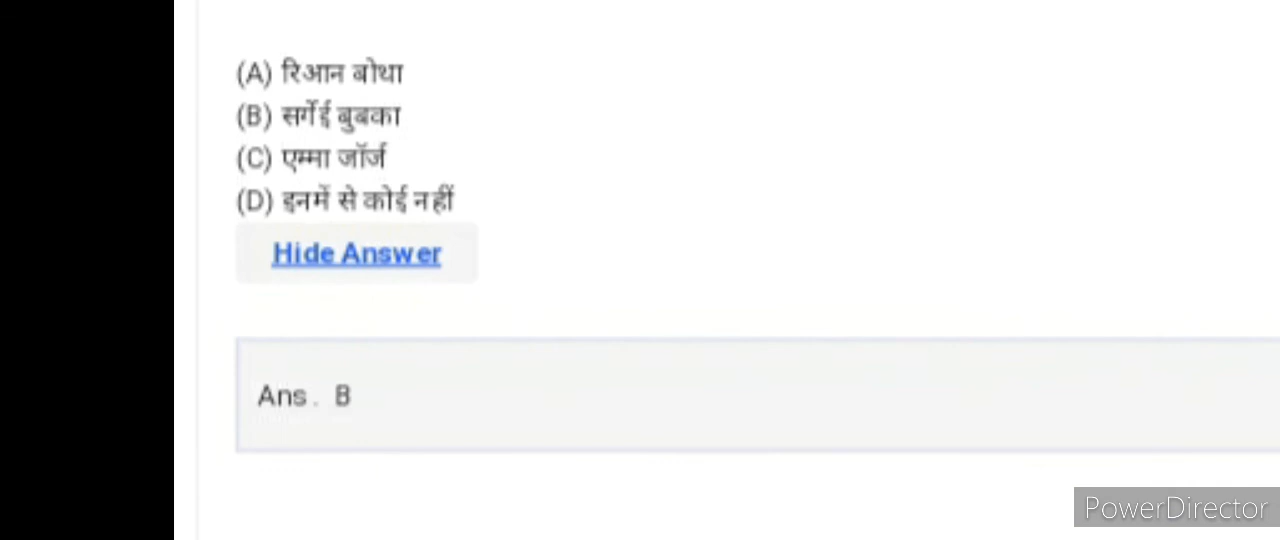 (A) रिआन बोथा
(B) सर्गेई बुबका
(C) एम्मा जॉर्ज
(D) इनमें से कोई नहीं
Hide Answer
Ans. B
PowerDirector